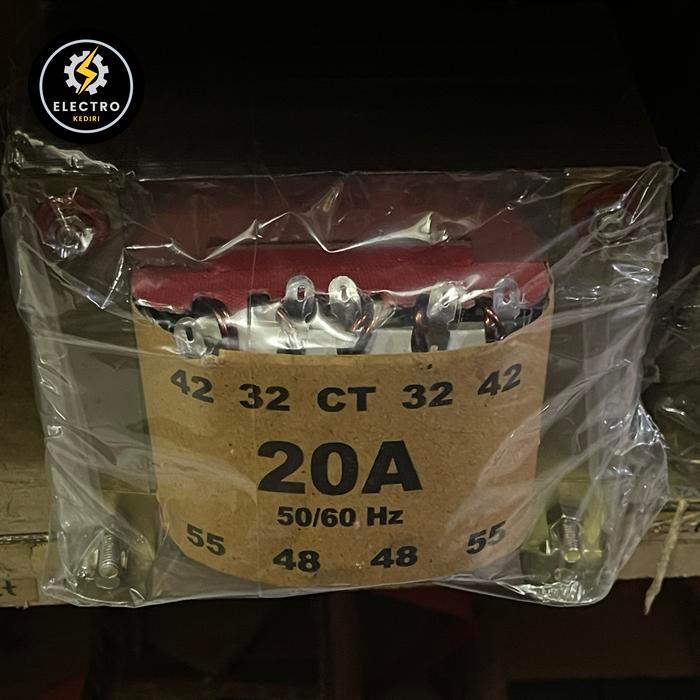 ELECTRO
KEDIRI
42 32 CT 32 42
20A
50/60 Hz
55 48 48 55